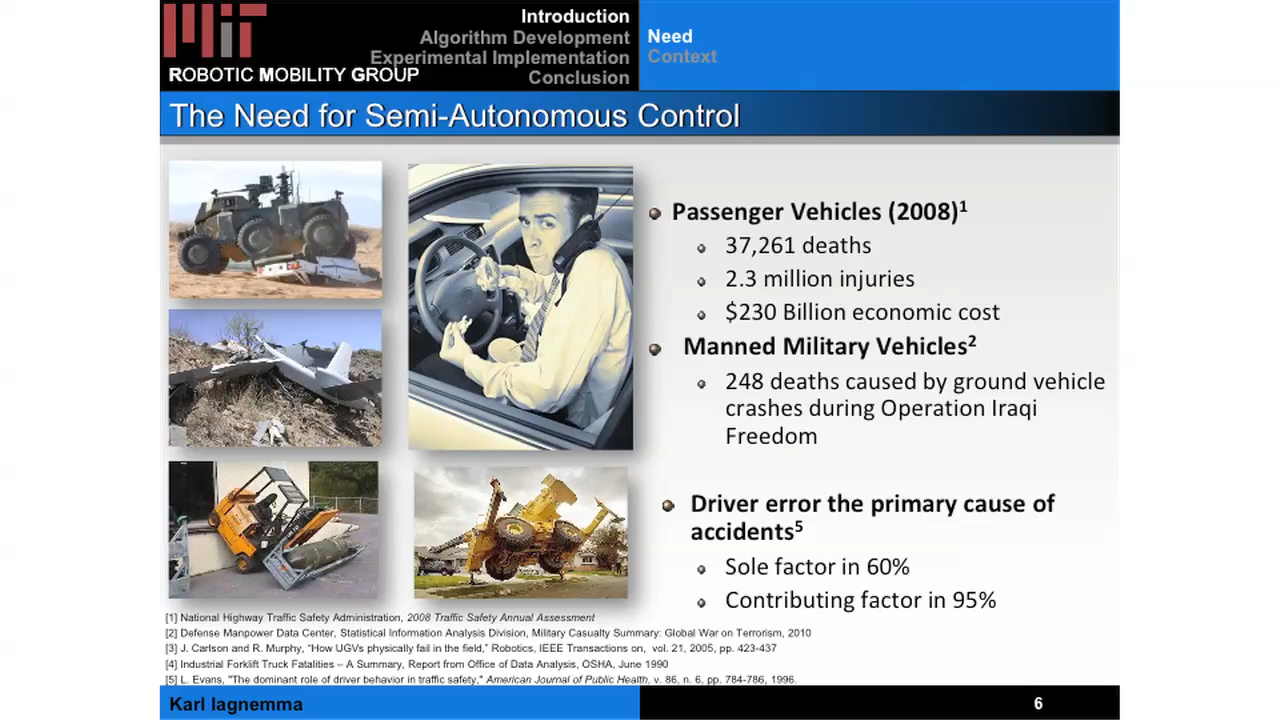 MIT
ROBOTIC MOBILITY GROUP
Introduction
Algorithm Development
Experimental Implementation
Conclusion
Need
Context
The Need for Semi-Autonomous Control
Passenger Vehicles (2008)1
37,261 deaths
2.3 million injuries
$230 Billion economic cost
Manned Military Vehicles2
248 deaths caused by ground vehicle
crashes during Operation Iraqi
Freedom
Driver error the primary cause of
accidents5
Sole factor in 60%
Contributing factor in 95%
[1] National Highway Traffic Safety Administration, 2008 Traffic Safety Annual Assessment
[2] Defense Manpower Data Center, Statistical Information Analysis Division, Military Casualty Summary: Global War on Terrorism, 2010
[3] J. Carlson and R. Murphy, “How UGVs physically fail in the field,” Robotics, IEEE Transactions on, vol. 21, 2005, pp. 423-437
[4] Industrial Forklift Truck Fatalities – A Summary, Report from Office of Data Analysis, OSHA, June 1990
[5] L. Evans, "The dominant role of driver behavior in traffic safety," American Journal of Public Health, v. 86, n. 6, pp. 784-786, 1996.
Karl Iagnemma
6